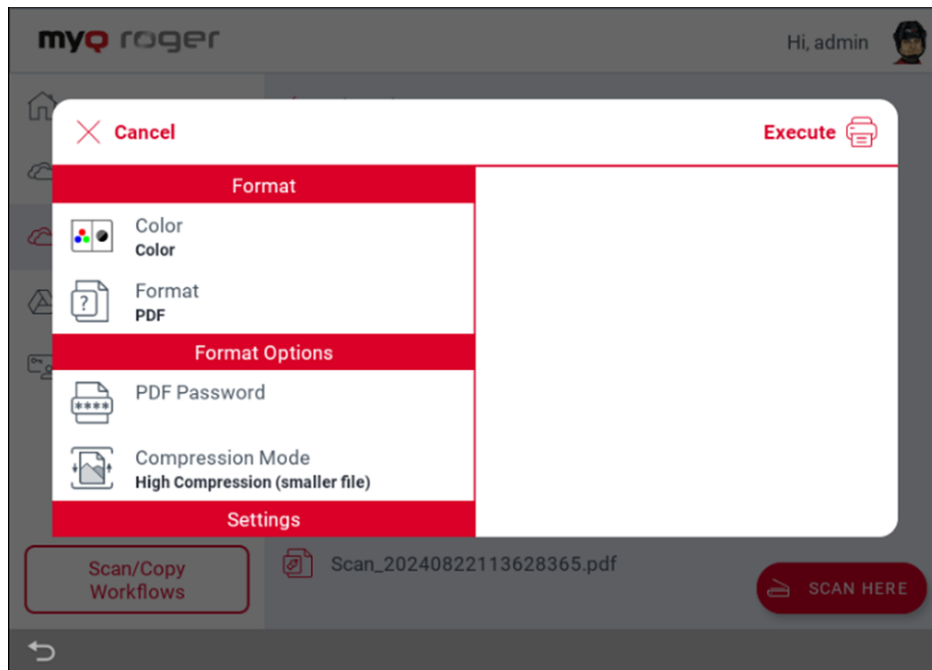 myQ roger
Hi, admin
Cancel
Execute
Format
Color
Color
Format
?
PDF
Format Options
PDF Password
****
Compression Mode
High Compression (smaller file)
Settings
Scan/Copy
Workflows
Scan_20240822113628365.pdf
SCAN HERE